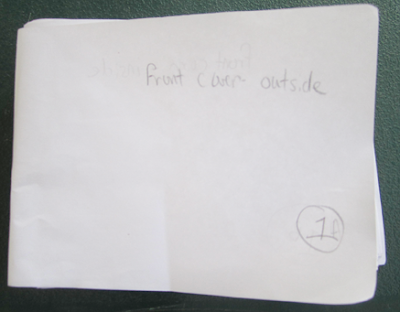 front cover outside
1